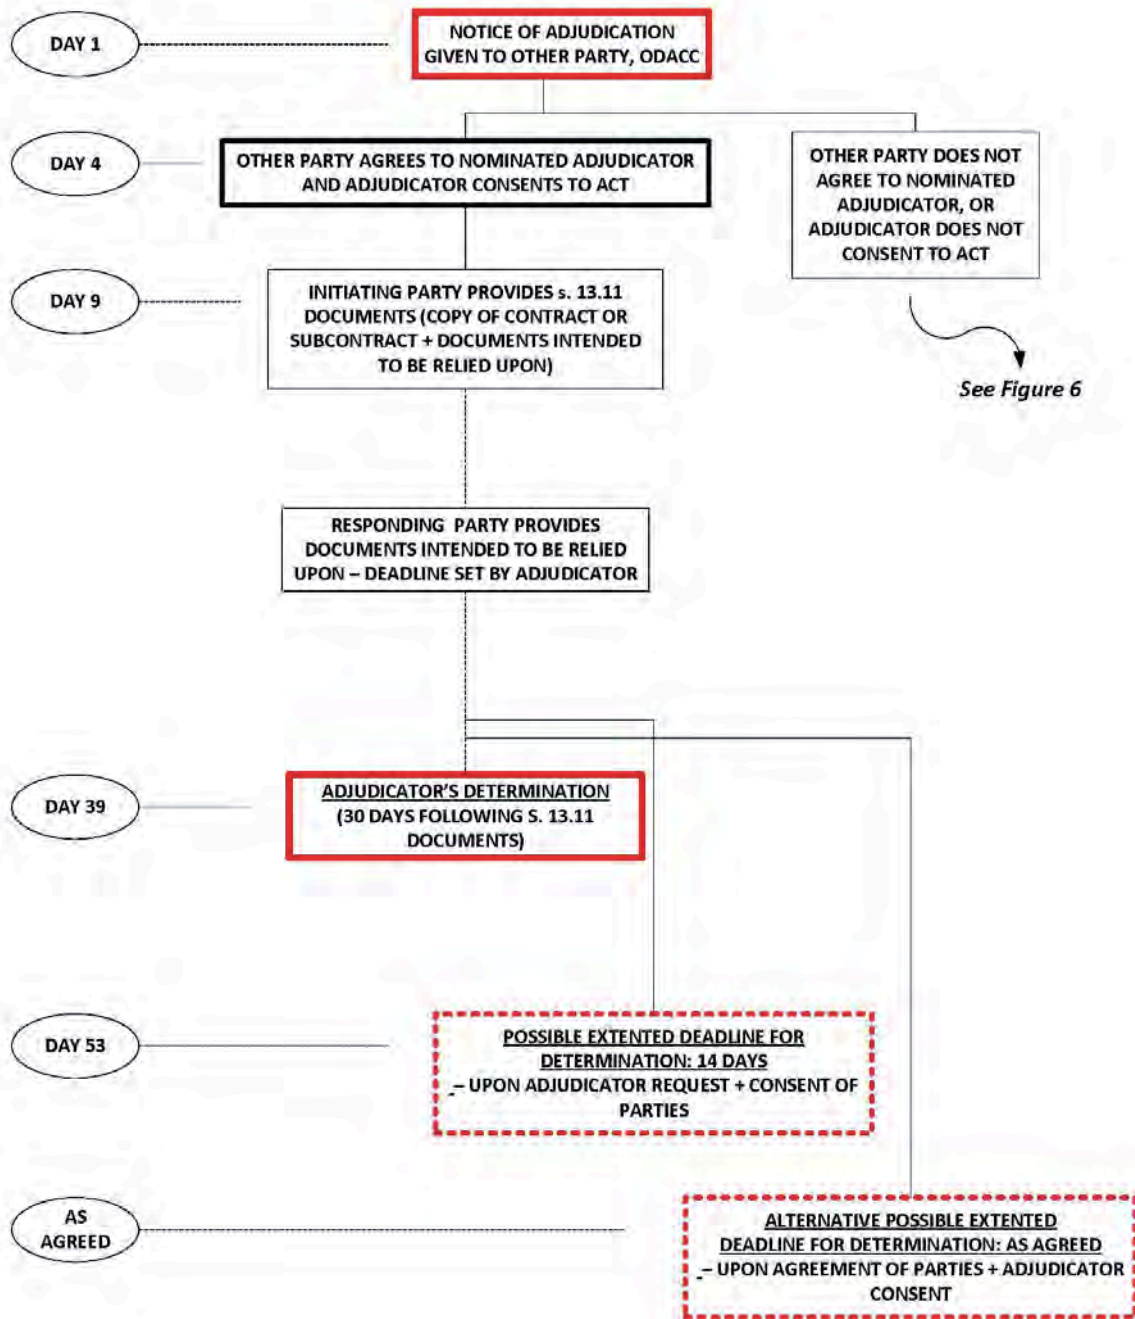 DAY 1
NOTICE OF ADJUDICATION
GIVEN TO OTHER PARTY, ODACC
DAY 4
OTHER PARTY AGREES TO NOMINATED ADJUDICATOR
AND ADJUDICATOR CONSENTS TO ACT
OTHER PARTY DOES NOT
AGREE TO NOMINATED
ADJUDICATOR, OR
ADJUDICATOR DOES NOT
CONSENT TO ACT
DAY 9
INITIATING PARTY PROVIDES s. 13.11
DOCUMENTS (COPY OF CONTRACT OR
SUBCONTRACT + DOCUMENTS INTENDED
TO BE RELIED UPON)
See Figure 6
RESPONDING PARTY PROVIDES
DOCUMENTS INTENDED TO BE RELIED
UPON – DEADLINE SET BY ADJUDICATOR
DAY 39
ADJUDICATOR'S DETERMINATION
(30 DAYS FOLLOWING S. 13.11
DOCUMENTS)
DAY 53
POSSIBLE EXTENTED DEADLINE FOR
DETERMINATION: 14 DAYS
– UPON ADJUDICATOR REQUEST + CONSENT OF
PARTIES
AS
AGREED
ALTERNATIVE POSSIBLE EXTENTED
DEADLINE FOR DETERMINATION: AS AGREED
– UPON AGREEMENT OF PARTIES + ADJUDICATOR
CONSENT